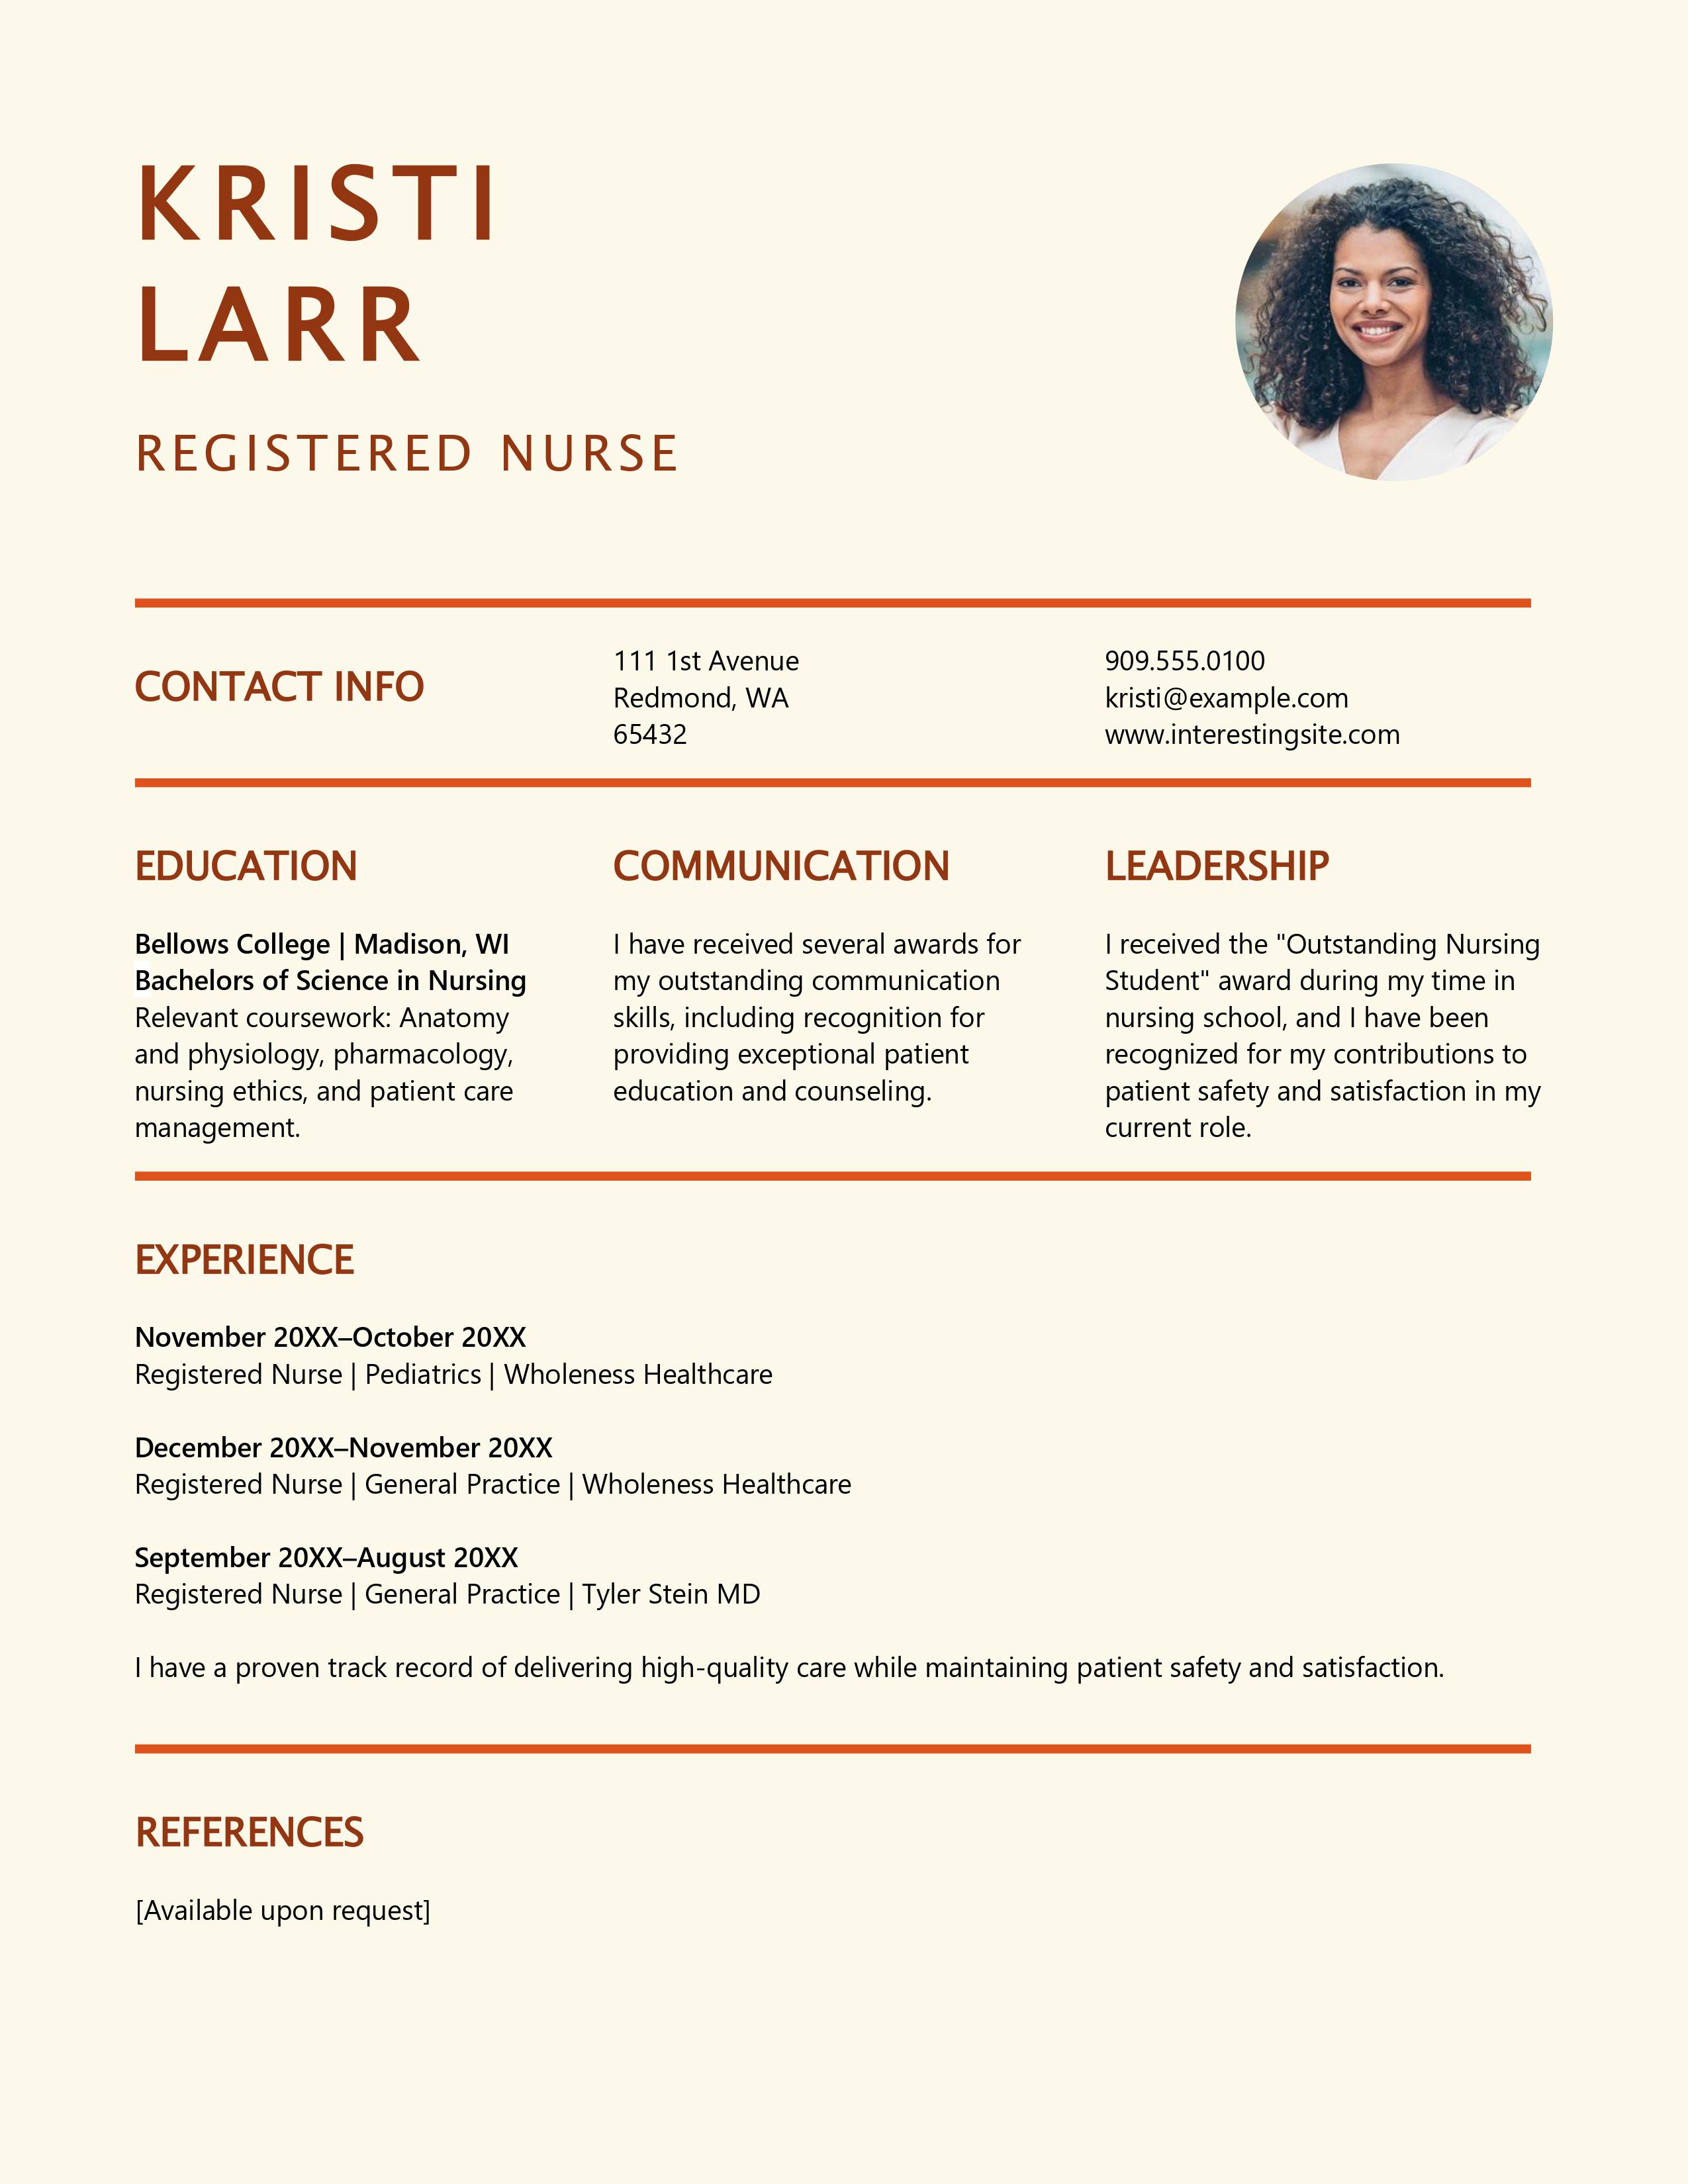 KRISTI
LARR
REGISTERED NURSE
CONTACT INFO
111 1st Avenue
Redmond, WA
65432
909.555.0100
kristi@example.com
www.interestingsite.com
EDUCATION
Bellows College | Madison, WI
Bachelors of Science in Nursing
Relevant coursework: Anatomy
and physiology, pharmacology,
nursing ethics, and patient care
management.
COMMUNICATION
I have received several awards for
my outstanding communication
skills, including recognition for
providing exceptional patient
education and counseling.
LEADERSHIP
I received the "Outstanding Nursing
Student" award during my time in
nursing school, and I have been
recognized for my contributions to
patient safety and satisfaction in my
current role.
EXPERIENCE
November 20XX–October 20XX
Registered Nurse | Pediatrics | Wholeness Healthcare
December 20XX–November 20XX
Registered Nurse | General Practice | Wholeness Healthcare
September 20XX–August 20XX
Registered Nurse | General Practice | Tyler Stein MD
I have a proven track record of delivering high-quality care while maintaining patient safety and satisfaction.
REFERENCES
[Available upon request]